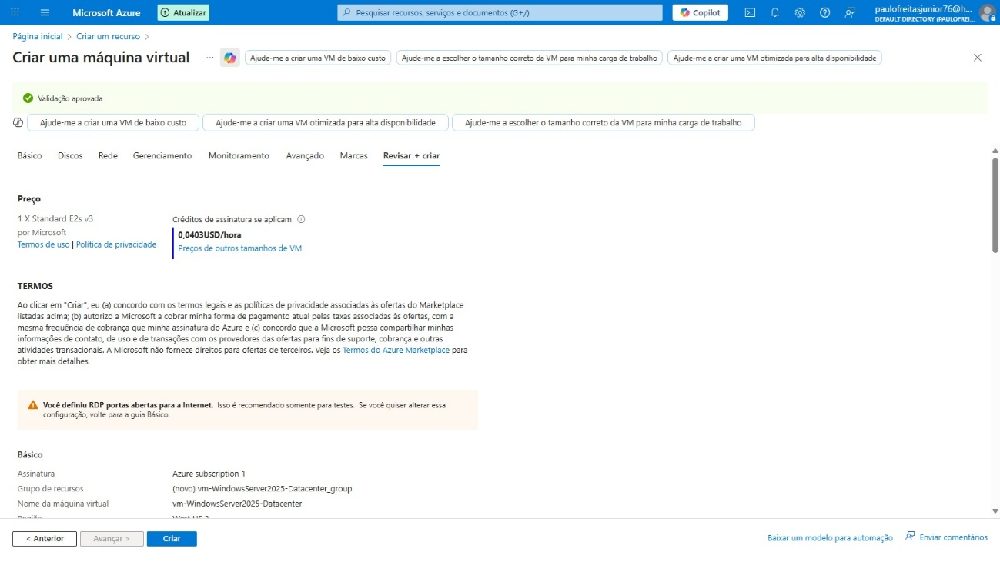 Microsoft Azure
Atualizar
Pesquisar recursos, serviços e documentos (G+/)
Copilot
paulofreitasjunior76@h...
DEFAULT DIRECTORY (PAULOFREI...
Página inicial > Criar um recurso >
Criar uma máquina virtual ...
Ajude-me a criar uma VM de baixo custo
Ajude-me a escolher o tamanho correto da VM para minha carga de trabalho
Ajude-me a criar uma VM otimizada para alta disponibilidade
Validação aprovada
Ajude-me a criar uma VM de baixo custo
Ajude-me a criar uma VM otimizada para alta disponibilidade
Ajude-me a escolher o tamanho correto da VM para minha carga de trabalho
Básico Discos Rede Gerenciamento Monitoramento Avançado Marcas Revisar + criar
Preço
1 X Standard E2s v3
por Microsoft
Termos de uso | Política de privacidade
Créditos de assinatura se aplicam
0,0403USD/hora
Preços de outros tamanhos de VM
TERMOS
Ao clicar em "Criar", eu (a) concordo com os termos legais e as políticas de privacidade associadas às ofertas do Marketplace
listadas acima; (b) autorizo a Microsoft a cobrar minha forma de pagamento atual pelas taxas associadas às ofertas, com a
mesma frequência de cobrança que minha assinatura do Azure e (c) concordo que a Microsoft possa compartilhar minhas
informações de contato, de uso e de transações com os provedores das ofertas para fins de suporte, cobrança e outras
atividades transacionais. A Microsoft não fornece direitos para ofertas de terceiros. Veja os Termos do Azure Marketplace para
obter mais detalhes.
Você definiu RDP portas abertas para a Internet. Isso é recomendado somente para testes. Se você quiser alterar essa
configuração, volte para a guia Básico.
Básico
Assinatura Azure subscription 1
Grupo de recursos (novo) vm-WindowsServer2025-Datacenter_group
Nome da máquina virtual vm-WindowsServer2025-Datacenter
Região West US 2
< Anterior
Avançar >
Criar
Baixar um modelo para automação
Enviar comentários